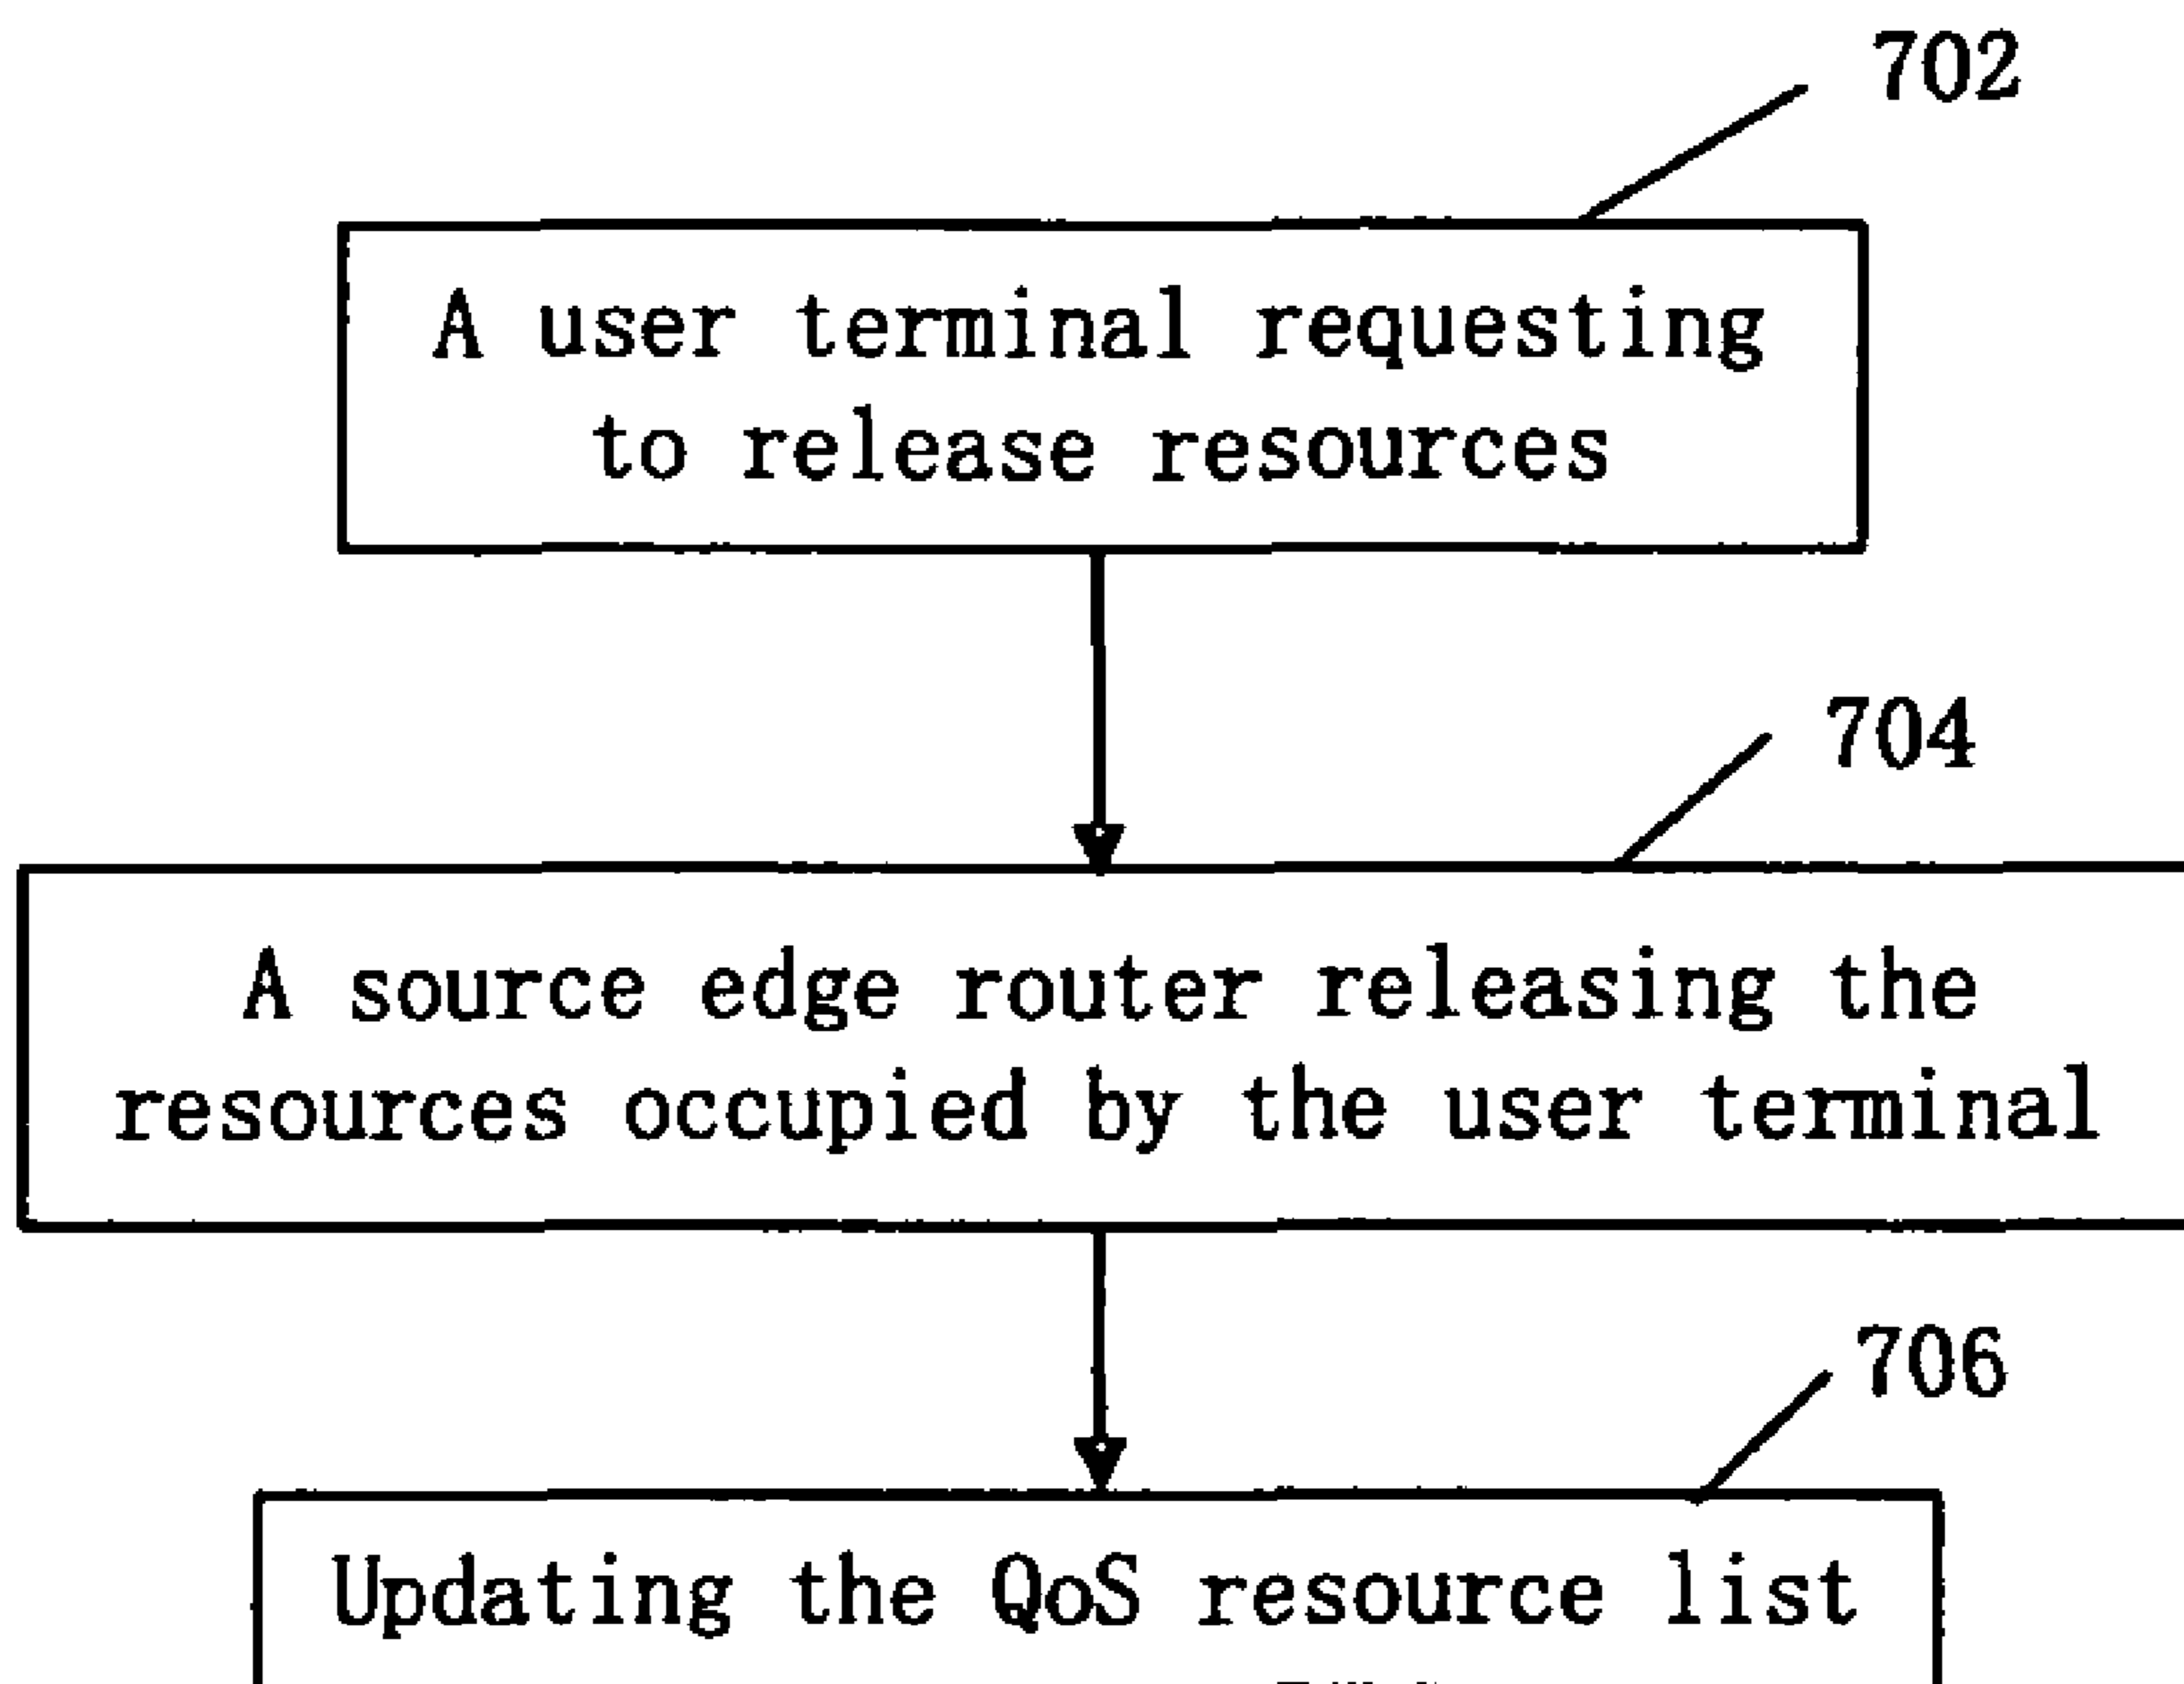 702
A user terminal requesting
to release resources
704
A source edge router releasing the
resources occupied by the user terminal
706
Updating the QoS resource list